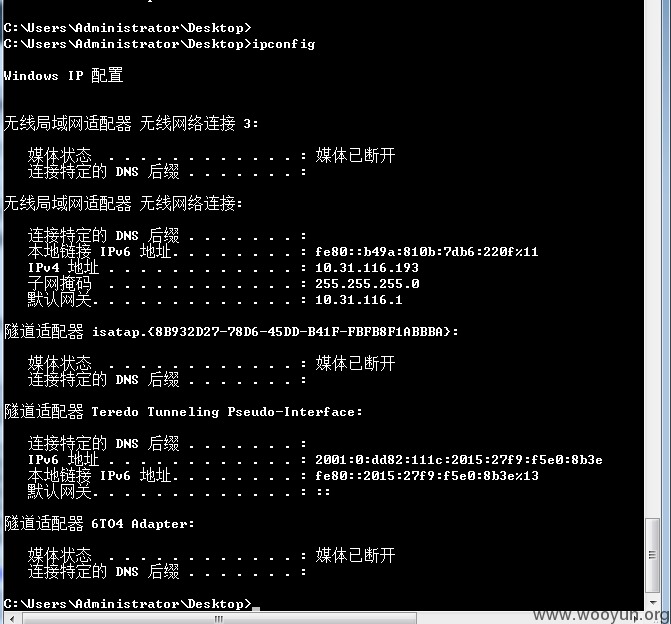 C:\Users\Administrator\Desktop>
C:\Users\Administrator\Desktop>ipconfig
Windows IP 配置
无线局域网适配器 无线网络连接 3:
媒体状态 . . . . . . . . . . . . : 媒体已断开
连接特定的 DNS 后缀 . . . . . . . :
无线局域网适配器 无线网络连接:
连接特定的 DNS 后缀 . . . . . . . :
本地链接 IPv6 地址. . . . . . . . : fe80::b49a:810b:7db6:220f%11
IPv4 地址 . . . . . . . . . . . . : 10.31.116.193
子网掩码 . . . . . . . . . . . . : 255.255.255.0
默认网关. . . . . . . . . . . . . : 10.31.116.1
隧道适配器 isatap.{8B932D27-78D6-45DD-B41F-FBFB8F1ABBBA}:
媒体状态 . . . . . . . . . . . . : 媒体已断开
连接特定的 DNS 后缀 . . . . . . . :
隧道适配器 Teredo Tunneling Pseudo-Interface:
连接特定的 DNS 后缀 . . . . . . . :
IPv6 地址 . . . . . . . . . . . . : 2001:0:dd82:111c:2015:27f9:f5e0:8b3e
本地链接 IPv6 地址. . . . . . . . : fe80::2015:27f9:f5e0:8b3e%13
默认网关. . . . . . . . . . . . . : ::
隧道适配器 6TO4 Adapter:
媒体状态 . . . . . . . . . . . . : 媒体已断开
连接特定的 DNS 后缀 . . . . . . . :
C:\Users\Administrator\Desktop>
www.wooyun.org